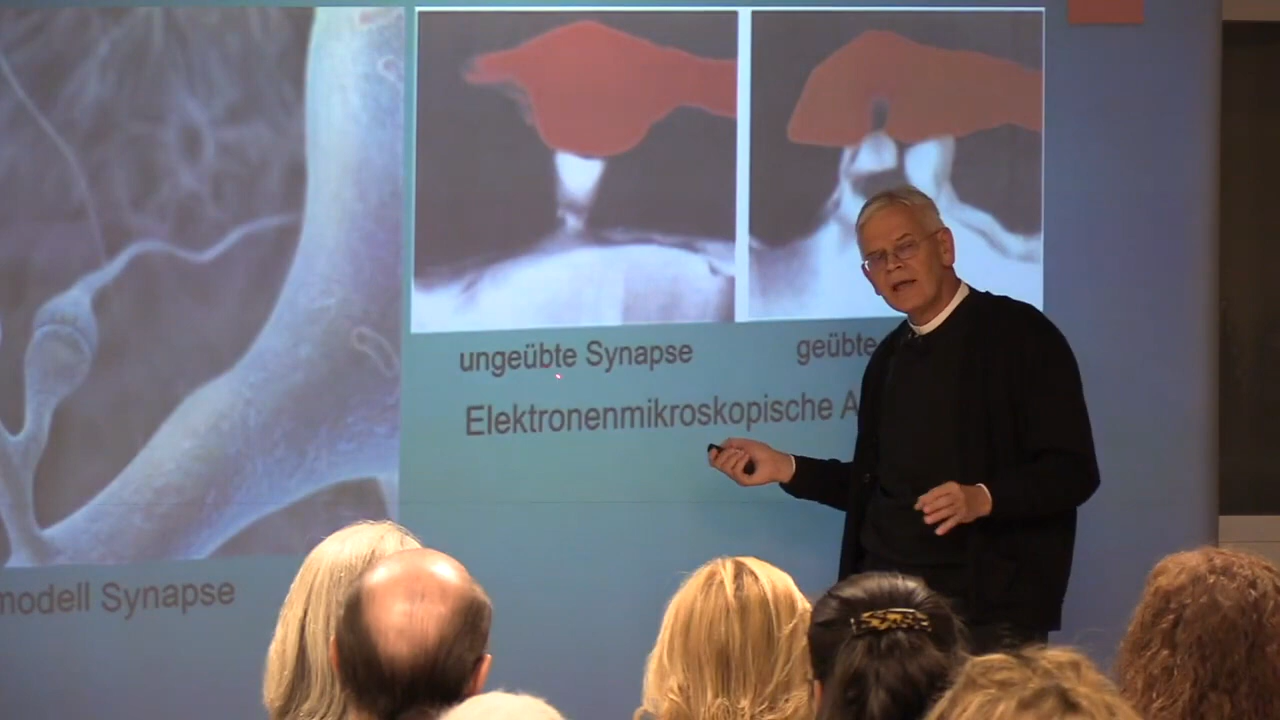 ungeübte Synapse
geübte
Elektronenmikroskopische A
modell Synapse